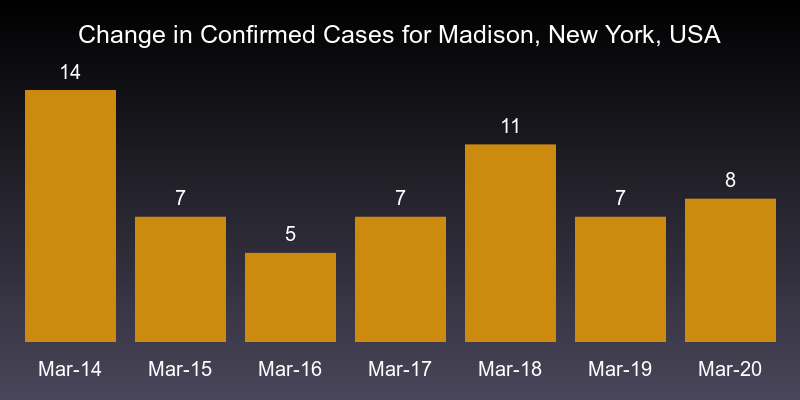 Change in Confirmed Cases for Madison, New York, USA
14
7
5
7
11
7
8
Mar-14
Mar-15
Mar-16
Mar-17
Mar-18
Mar-19
Mar-20